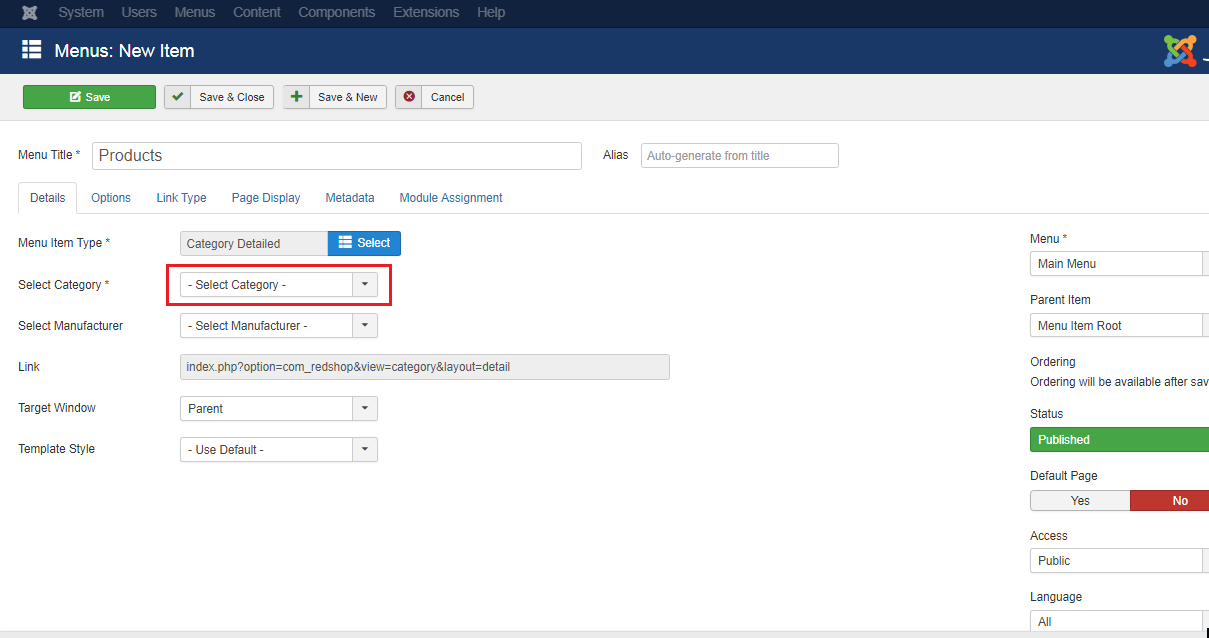 System Users Menus Content Components Extensions Help
Menus: New Item
Save Save & Close Save & New Cancel
Menu Title * Products Alias Auto-generate from title
Details Options Link Type Page Display Metadata Module Assignment
Menu Item Type * Category Detailed Select
Select Category * - Select Category -
Select Manufacturer - Select Manufacturer -
Link index.php?option=com_redshop&view=category&layout=detail
Target Window Parent
Template Style - Use Default -
Menu *
Main Menu
Parent Item
Menu Item Root
Ordering
Ordering will be available after sav
Status
Published
Default Page
Yes No
Access
Public
Language
All